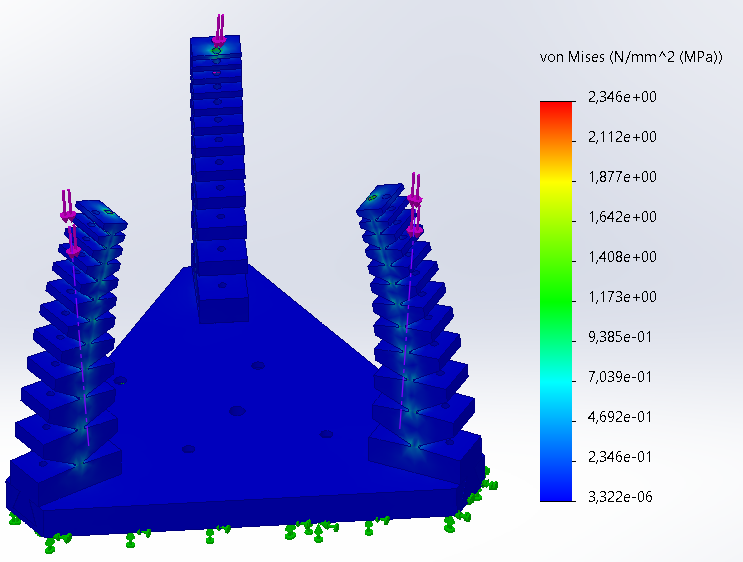 von Mises (N/mm^2 (MPa))
2,346e+00
2,112e+00
1,877e+00
1,642e+00
1,408e+00
1,173e+00
9,385e-01
7,039e-01
4,692e-01
2,346e-01
3,322e-06